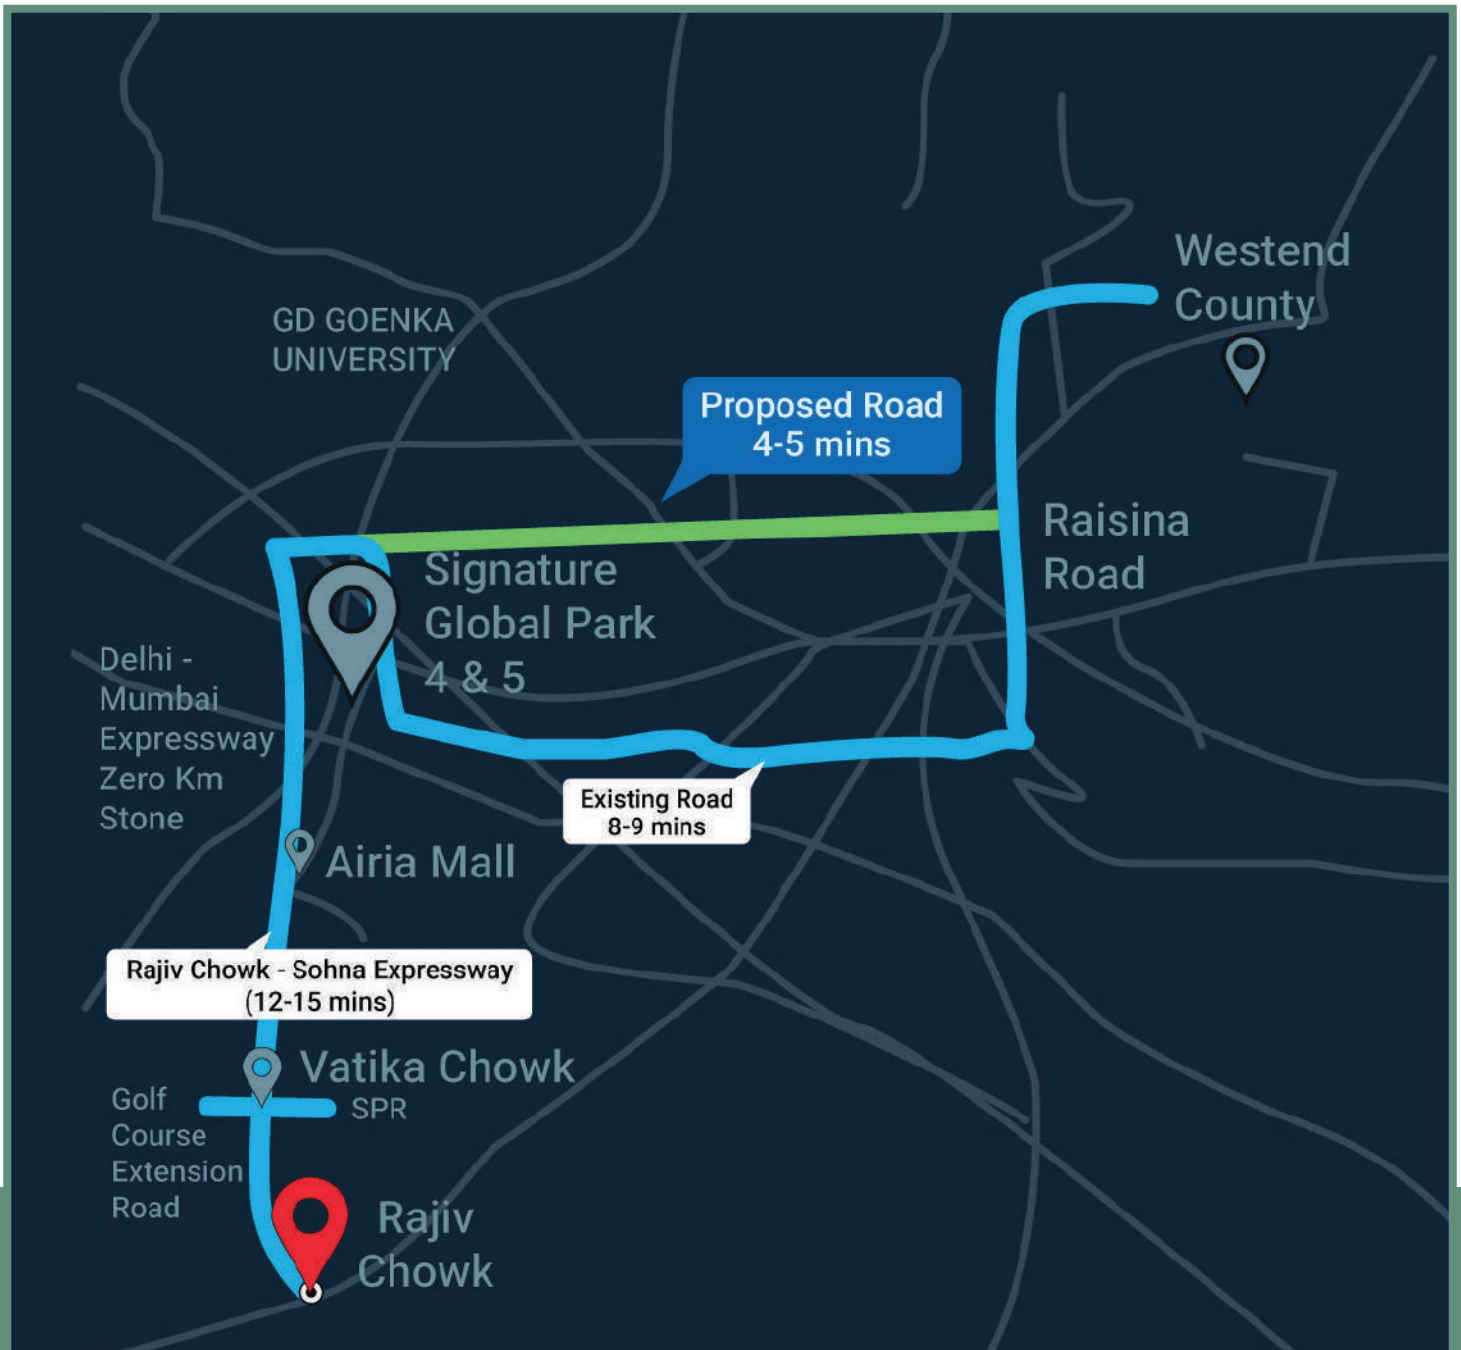 Westend
County
GD GOENKA
UNIVERSITY
Proposed Road
4-5 mins
Raisina
Road
Signature
Global Park
4 & 5
Delhi -
Mumbai
Expressway
Zero Km
Stone
Existing Road
8-9 mins
Airia Mall
Rajiv Chowk - Sohna Expressway
(12-15 mins)
Vatika Chowk
SPR
Golf
Course
Extension
Road
Rajiv
Chowk